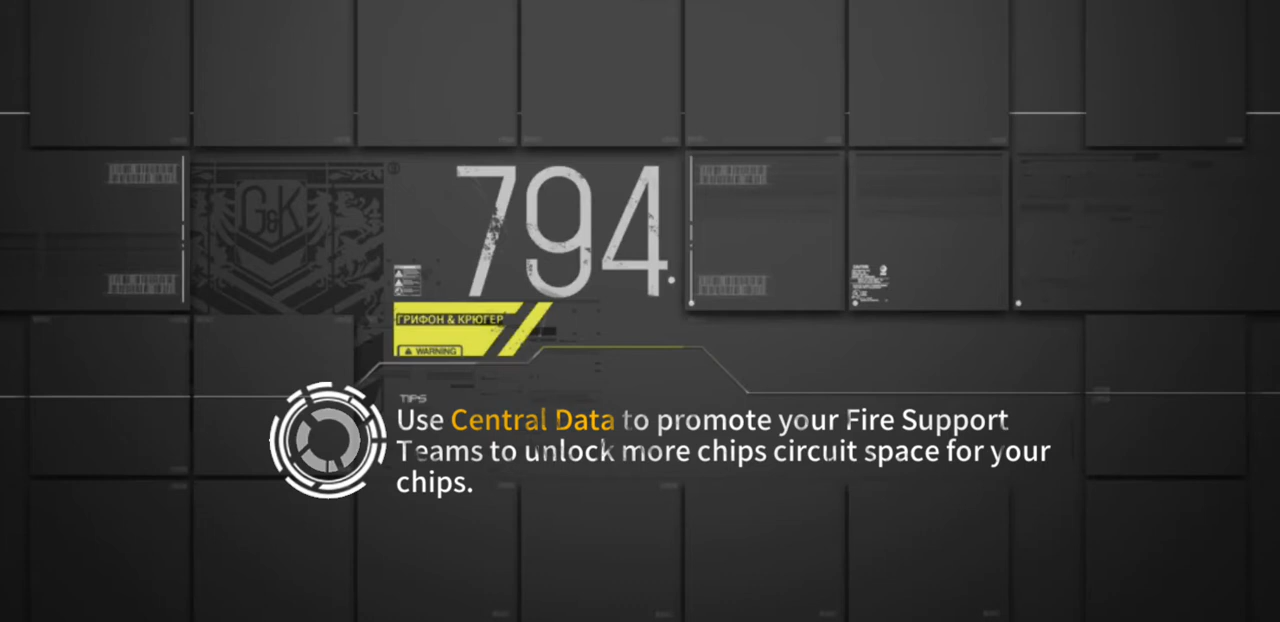 G&K
794.
ГРИФОН & КРЮГЕР
WARNING
TIPS
Use Central Data to promote your Fire Support
Teams to unlock more chips circuit space for your
chips.